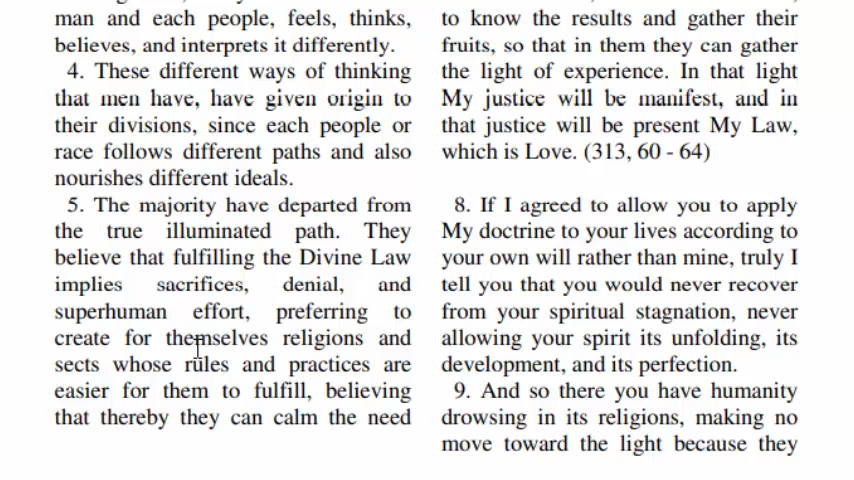 man and each people, feels, thinks,
believes, and interprets it differently.
4. These different ways of thinking
that men have, have given origin to
their divisions, since each people or
race follows different paths and also
nourishes different ideals.
5. The majority have departed from
the true illuminated path. They
believe that fulfilling the Divine Law
implies sacrifices, denial, and
superhuman effort, preferring to
create for themselves religions and
sects whose rules and practices are
easier for them to fulfill, believing
that thereby they can calm the need
to know the results and gather their
fruits, so that in them they can gather
the light of experience. In that light
My justice will be manifest, and in
that justice will be present My Law,
which is Love. (313, 60 - 64)
8. If I agreed to allow you to apply
My doctrine to your lives according to
your own will rather than mine, truly I
tell you that you would never recover
from your spiritual stagnation, never
allowing your spirit its unfolding, its
development, and its perfection.
9. And so there you have humanity
drowsing in its religions, making no
move toward the light because they